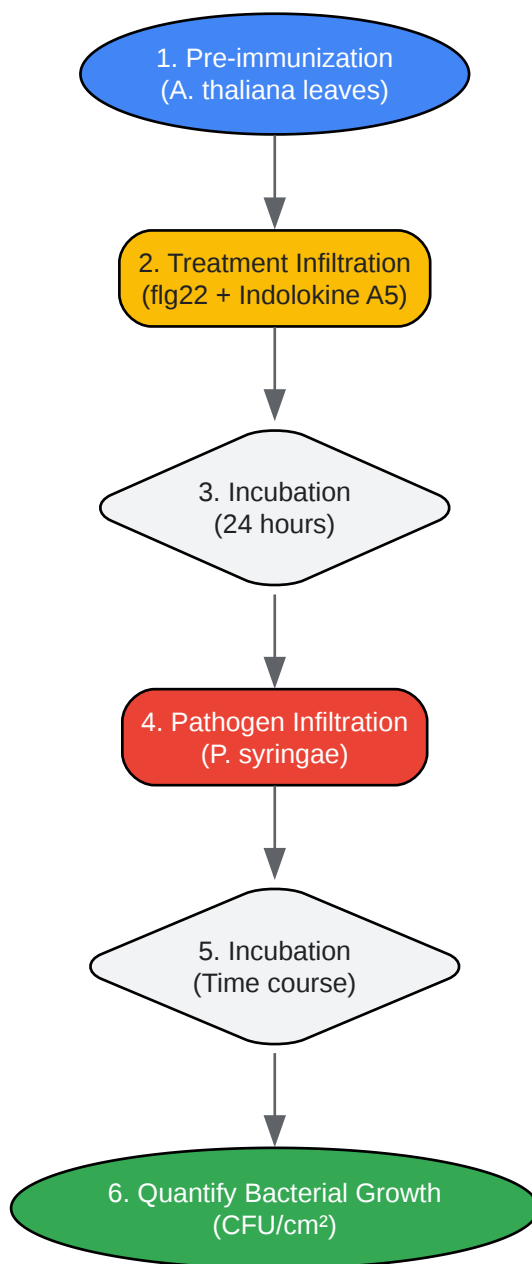 1. Pre-immunization
(A. thaliana leaves)
2. Treatment Infiltration
(flg22 + Indolokine A5)
3. Incubation
(24 hours)
4. Pathogen Infiltration
(P. syringae)
5. Incubation
(Time course)
6. Quantify Bacterial Growth
(CFU/cm²)